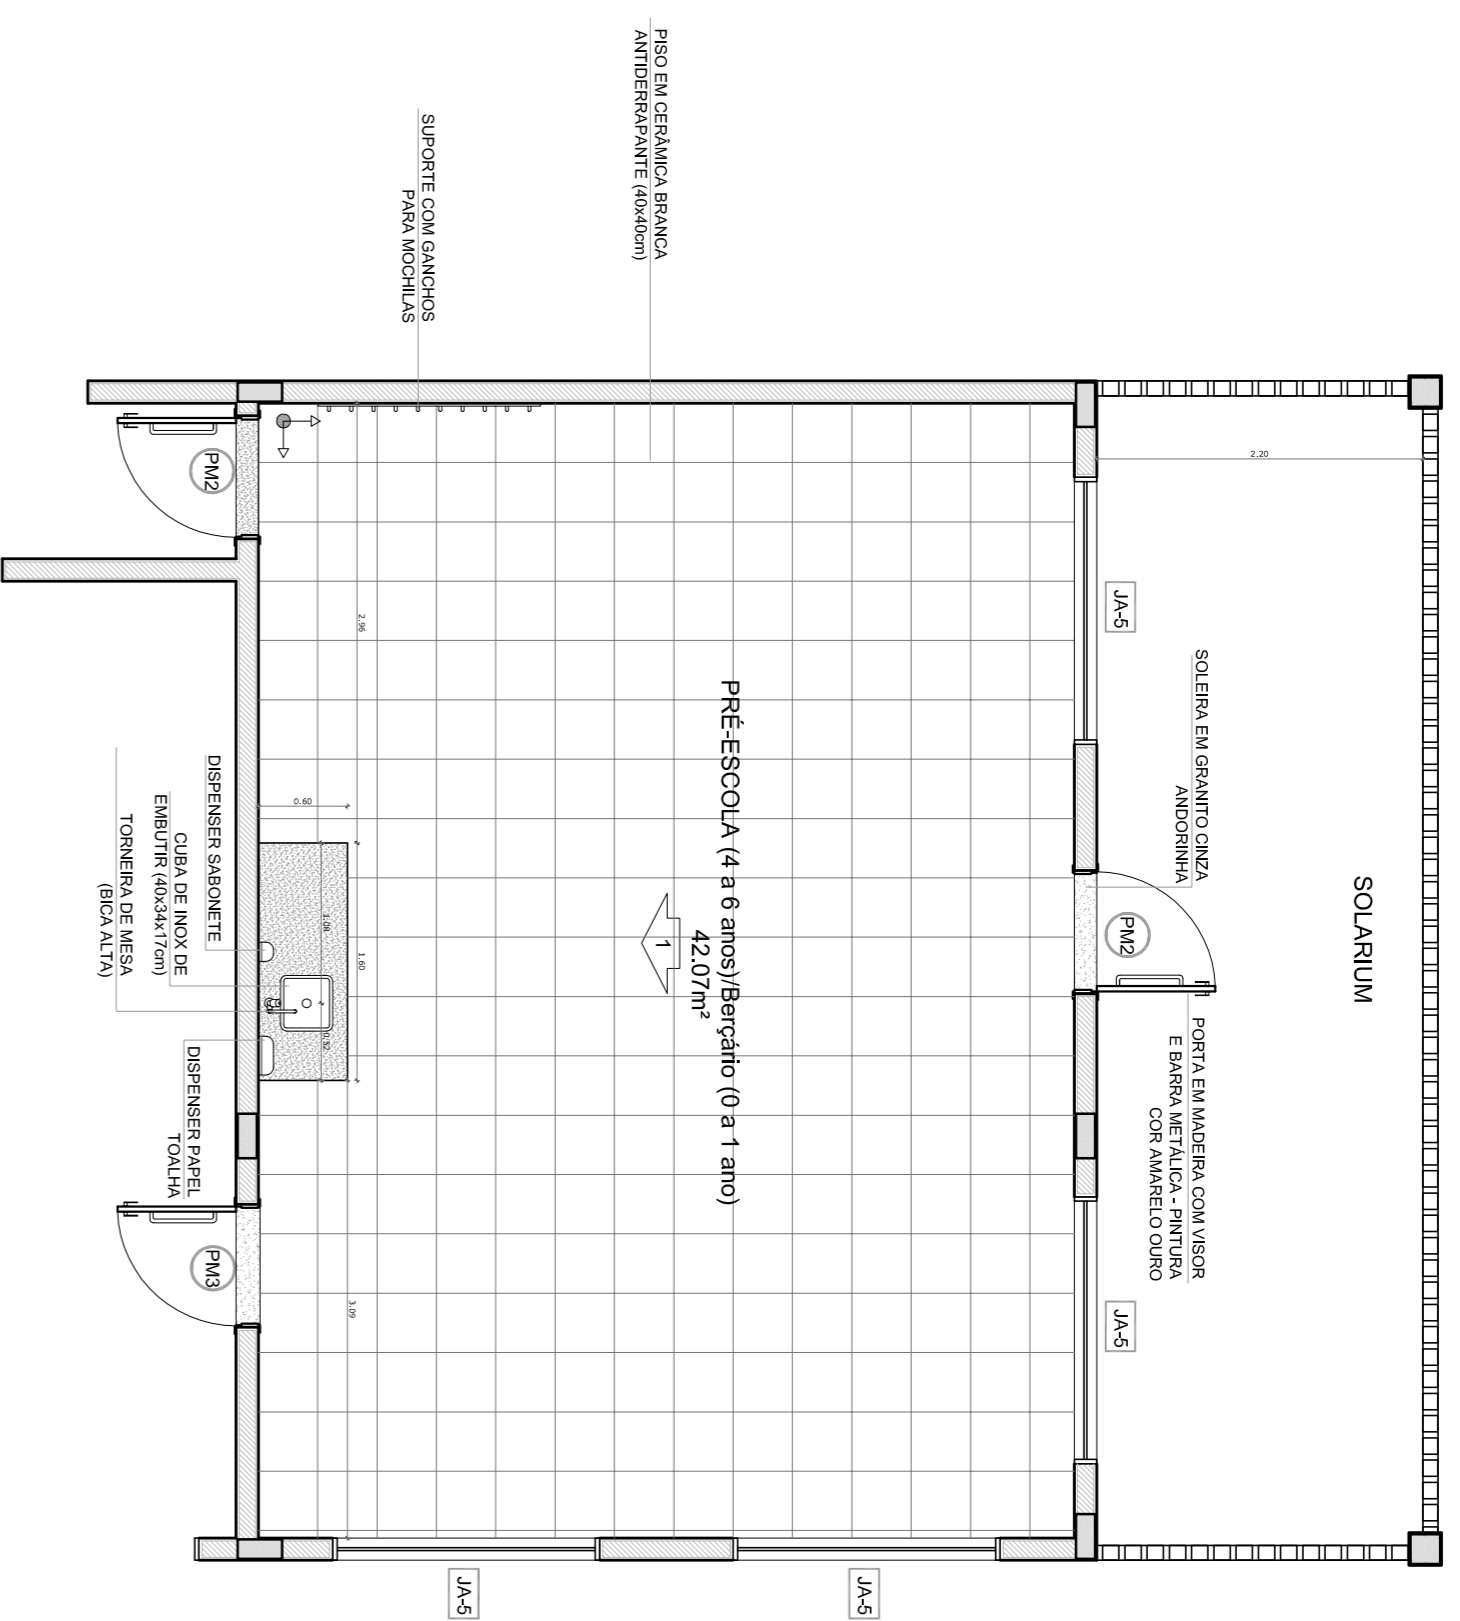 SOLARIUM
2.20
SOLEIRA EM GRANITO CINZA
ANDORINHA
PORTA EM MADEIRA COM VISOR
E BARRA METÁLICA - PINTURA
COR AMARELO OURO
JA-5
PM2
JA-5
PRÉ-ESCOLA (4 a 6 anos)/Berçário (0 a 1 ano)
42.07m²
1
PISO EM CERÂMICA BRANCA
ANTIDERRAPANTE (40x40cm)
SUPORTE COM GANCHOS
PARA MOCHILAS
JA-5
JA-5
2.96
1.60
3.09
1.08
0.52
0.60
PM2
PM3
DISPENSER SABONETE
CUBA DE INOX DE
EMBUTIR (40x34x17cm)
TORNEIRA DE MESA
(BICA ALTA)
DISPENSER PAPEL
TOALHA